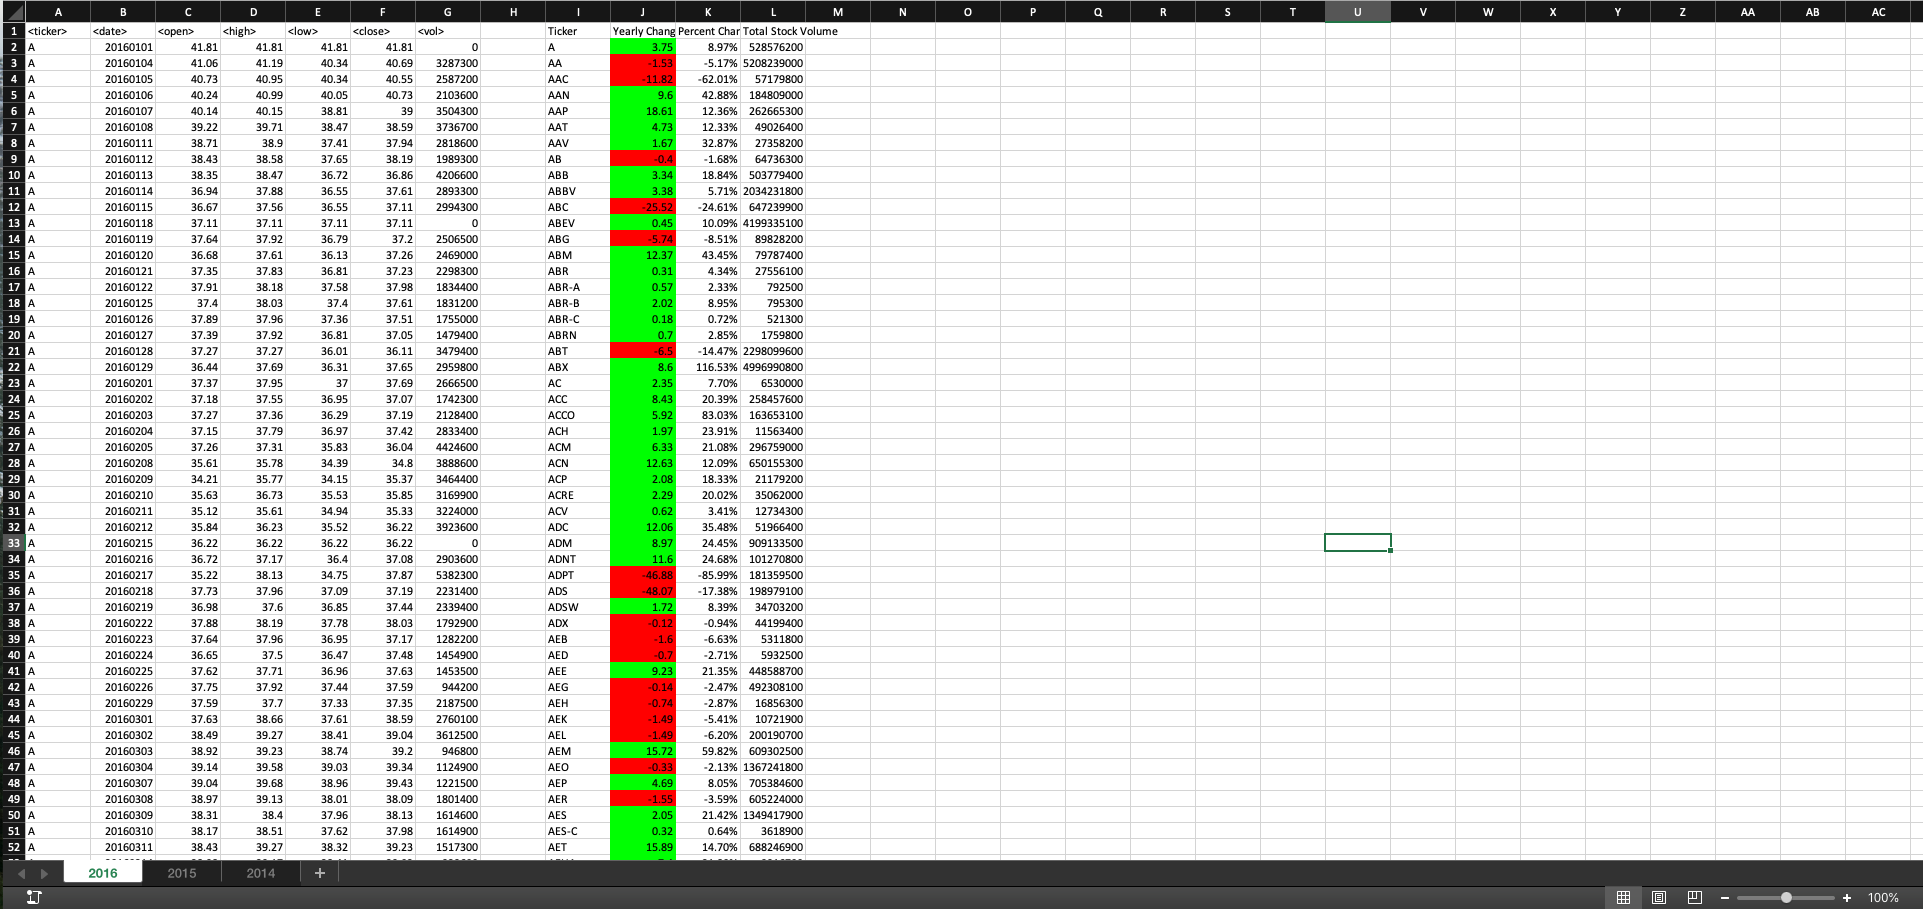 A B C D E F G H I J K L M N O P Q R S T U V W X Y Z AA AB AC
1 <ticker> <date> <open> <high> <low> <close> <vol> Ticker Yearly Chang Percent Char Total Stock Volume
2 A 20160101 41.81 41.81 41.81 41.81 0 A 3.75 8.97% 528576200
3 A 20160104 41.06 41.19 40.34 40.69 3287300 AA -1.53 -5.17% 5208239000
4 A 20160105 40.73 40.95 40.34 40.55 2587200 AAC -11.82 -62.01% 57179800
5 A 20160106 40.24 40.99 40.05 40.73 2103600 AAN 9.6 42.88% 184809000
6 A 20160107 40.14 40.15 38.81 39 3504300 AAP 18.61 12.36% 262665300
7 A 20160108 39.22 39.71 38.47 38.59 3736700 AAT 4.73 12.33% 49026400
8 A 20160111 38.71 38.9 37.41 37.94 2818600 AAV 1.67 32.87% 27358200
9 A 20160112 38.43 38.58 37.65 38.19 1989300 AB -0.4 -1.68% 64736300
10 A 20160113 38.35 38.47 36.72 36.86 4206600 ABB 3.34 18.84% 503779400
11 A 20160114 36.94 37.88 36.55 37.61 2893300 ABBV 3.38 5.71% 2034231800
12 A 20160115 36.67 37.56 36.55 37.11 2994300 ABC -25.52 -24.61% 647239900
13 A 20160118 37.11 37.11 37.11 37.11 0 ABEV 0.45 10.09% 4199335100
14 A 20160119 37.64 37.92 36.79 37.2 2506500 ABG -5.74 -8.51% 89828200
15 A 20160120 36.68 37.61 36.13 37.26 2469000 ABM 12.37 43.45% 79787400
16 A 20160121 37.35 37.83 36.81 37.23 2298300 ABR 0.31 4.34% 27556100
17 A 20160122 37.91 38.18 37.58 37.98 1834400 ABR-A 0.57 2.33% 792500
18 A 20160125 37.4 38.03 37.4 37.61 1831200 ABR-B 2.02 8.95% 795300
19 A 20160126 37.89 37.96 37.36 37.51 1755000 ABR-C 0.18 0.72% 521300
20 A 20160127 37.39 37.92 36.81 37.05 1479400 ABRN 0.7 2.85% 1759800
21 A 20160128 37.27 37.27 36.01 36.11 3479400 ABT -6.5 -14.47% 2298099600
22 A 20160129 36.44 37.69 36.31 37.65 2959800 ABX 8.6 116.53% 4996990800
23 A 20160201 37.37 37.95 37 37.69 2666500 AC 2.35 7.70% 6530000
24 A 20160202 37.18 37.55 36.95 37.07 1742300 ACC 8.43 20.39% 258457600
25 A 20160203 37.27 37.36 36.29 37.19 2128400 ACCO 5.92 83.03% 163653100
26 A 20160204 37.15 37.79 36.97 37.42 2833400 ACH 1.97 23.91% 11563400
27 A 20160205 37.26 37.31 35.83 36.04 4424600 ACM 6.33 21.08% 296759000
28 A 20160208 35.61 35.78 34.39 34.8 3888600 ACN 12.63 12.09% 650155300
29 A 20160209 34.21 35.77 34.15 35.37 3464400 ACP 2.08 18.33% 21179200
30 A 20160210 35.63 36.73 35.53 35.85 3169900 ACRE 2.29 20.02% 35062000
31 A 20160211 35.12 35.61 34.94 35.33 3224000 ACV 0.62 3.41% 12734300
32 A 20160212 35.84 36.23 35.52 36.22 3923600 ADC 12.06 35.48% 51966400
33 A 20160215 36.22 36.22 36.22 36.22 0 ADM 8.97 24.45% 909133500
34 A 20160216 36.72 37.17 36.4 37.08 2903600 ADNT 11.6 24.68% 101270800
35 A 20160217 35.22 38.13 34.75 37.87 5382300 ADPT -46.88 -85.99% 181359500
36 A 20160218 37.73 37.96 37.09 37.19 2231400 ADS -48.07 -17.38% 198979100
37 A 20160219 36.98 37.6 36.85 37.44 2339400 ADSW 1.72 8.39% 34703200
38 A 20160222 37.88 38.19 37.78 38.03 1792900 ADX -0.12 -0.94% 44199400
39 A 20160223 37.64 37.96 36.95 37.17 1282200 AEB -1.6 -6.63% 5311800
40 A 20160224 36.65 37.5 36.47 37.48 1454900 AED -0.7 -2.71% 5932500
41 A 20160225 37.62 37.71 36.96 37.63 1453500 AEE 9.23 21.35% 448588700
42 A 20160226 37.75 37.92 37.44 37.59 944200 AEG -0.14 -2.47% 492308100
43 A 20160229 37.59 37.7 37.33 37.35 2187500 AEH -0.74 -2.87% 16856300
44 A 20160301 37.63 38.66 37.61 38.59 2760100 AEK -1.49 -5.41% 10721900
45 A 20160302 38.49 39.27 38.41 39.04 3612500 AEL -1.49 -6.20% 200190700
46 A 20160303 38.92 39.23 38.74 39.2 946800 AEM 15.72 59.82% 609302500
47 A 20160304 39.14 39.58 39.03 39.34 1124900 AEO -0.33 -2.13% 1367241800
48 A 20160307 39.04 39.68 38.96 39.43 1221500 AEP 4.69 8.05% 705384600
49 A 20160308 38.97 39.13 38.01 38.09 1801400 AER -1.55 -3.59% 605224000
50 A 20160309 38.31 38.4 37.96 38.13 1614600 AES 2.05 21.42% 1349417900
51 A 20160310 38.17 38.51 37.62 37.98 1614900 AES-C 0.32 0.64% 3618900
52 A 20160311 38.43 39.27 38.32 39.23 1517300 AET 15.89 14.70% 688246900
2016 2015 2014 +
100%